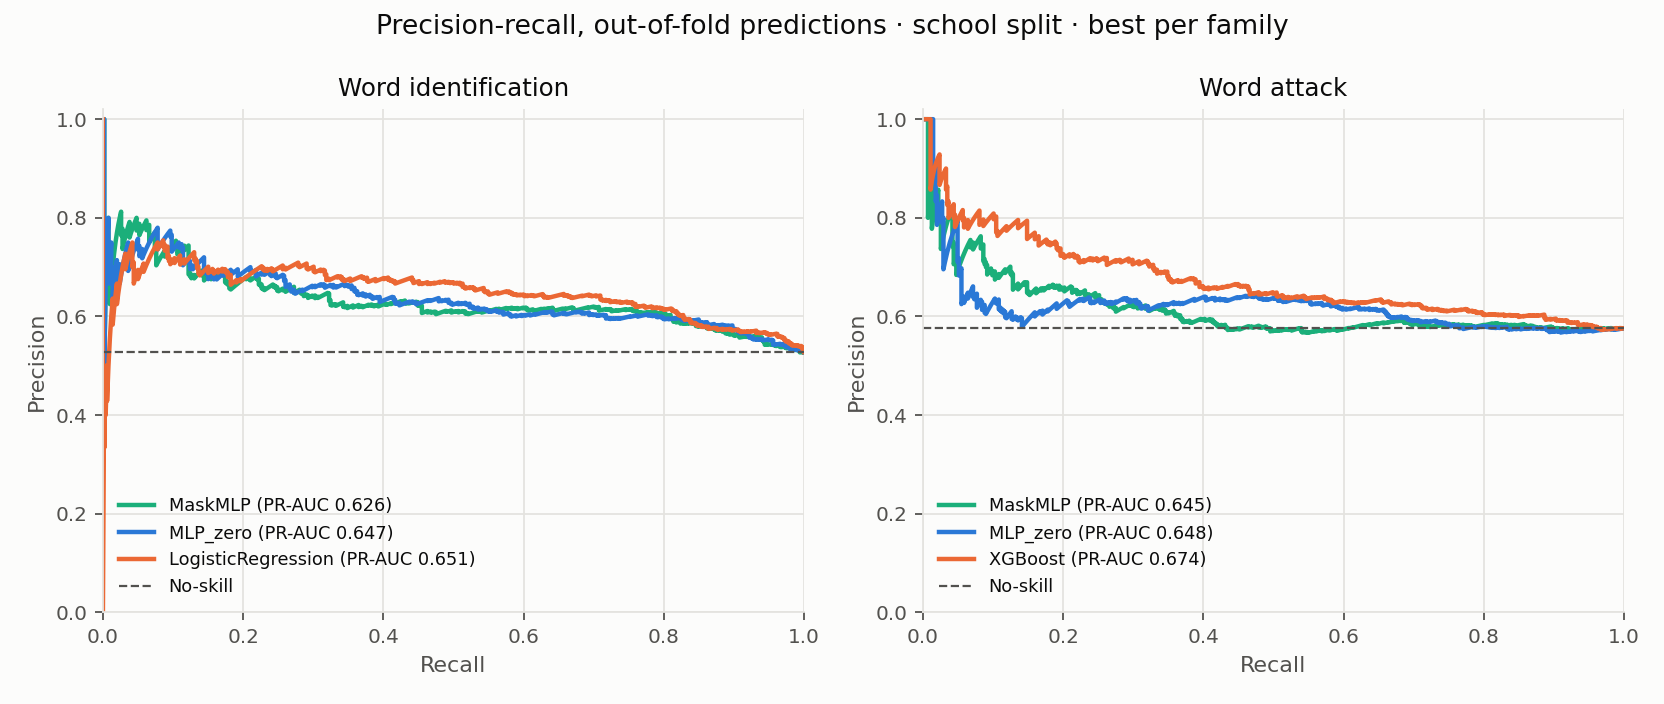 Precision-recall, out-of-fold predictions · school split · best per family
Word identification
1.0
0.8
0.6
0.4
0.2
0.0
Precision
MaskMLP (PR-AUC 0.626)
MLP_zero (PR-AUC 0.647)
LogisticRegression (PR-AUC 0.651)
No-skill
0.0 0.2 0.4 0.6 0.8 1.0
Recall
Word attack
1.0
0.8
0.6
0.4
0.2
0.0
Precision
MaskMLP (PR-AUC 0.645)
MLP_zero (PR-AUC 0.648)
XGBoost (PR-AUC 0.674)
No-skill
0.0 0.2 0.4 0.6 0.8 1.0
Recall